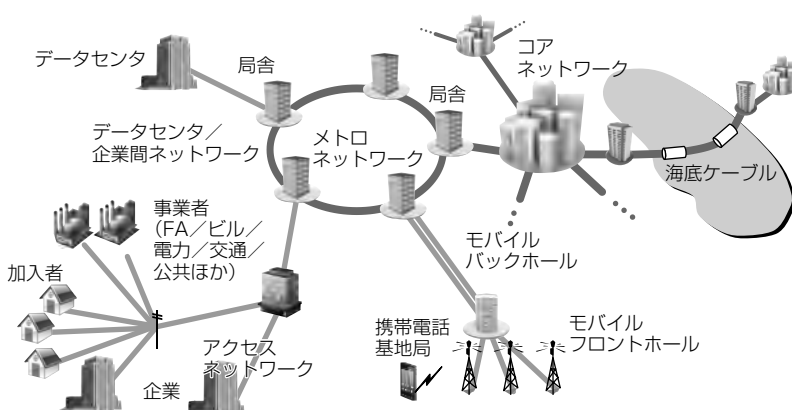 データセンタ
局舎
コア
ネットワーク
局舎
データセンタ／
企業間ネットワーク
メトロ
ネットワーク
海底ケーブル
事業者
（FA／ビル／
電力／交通／
公共ほか）
モバイル
バックホール
加入者
携帯電話
基地局
モバイル
フロントホール
アクセス
ネットワーク
企業